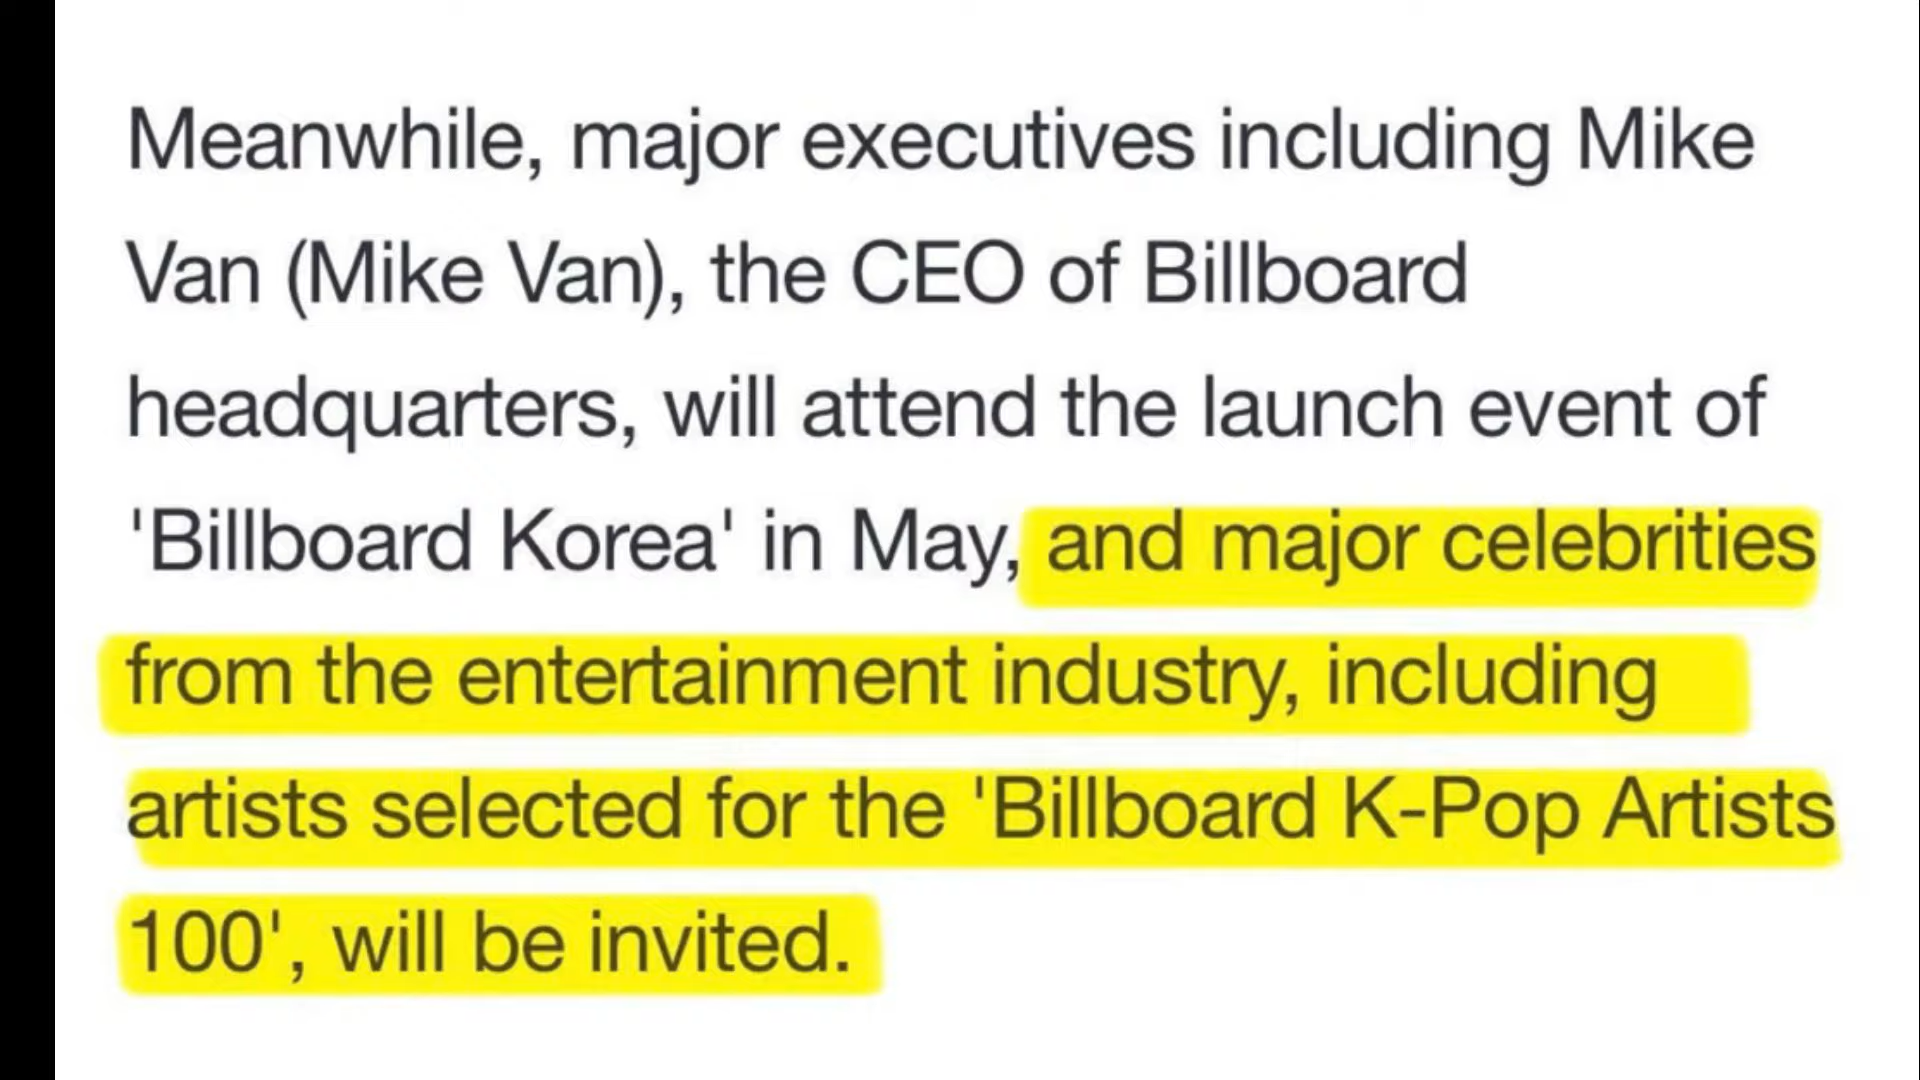 Meanwhile, major executives including Mike
Van (Mike Van), the CEO of Billboard
headquarters, will attend the launch event of
'Billboard Korea' in May, and major celebrities
from the entertainment industry, including
artists selected for the 'Billboard K-Pop Artists
100', will be invited.